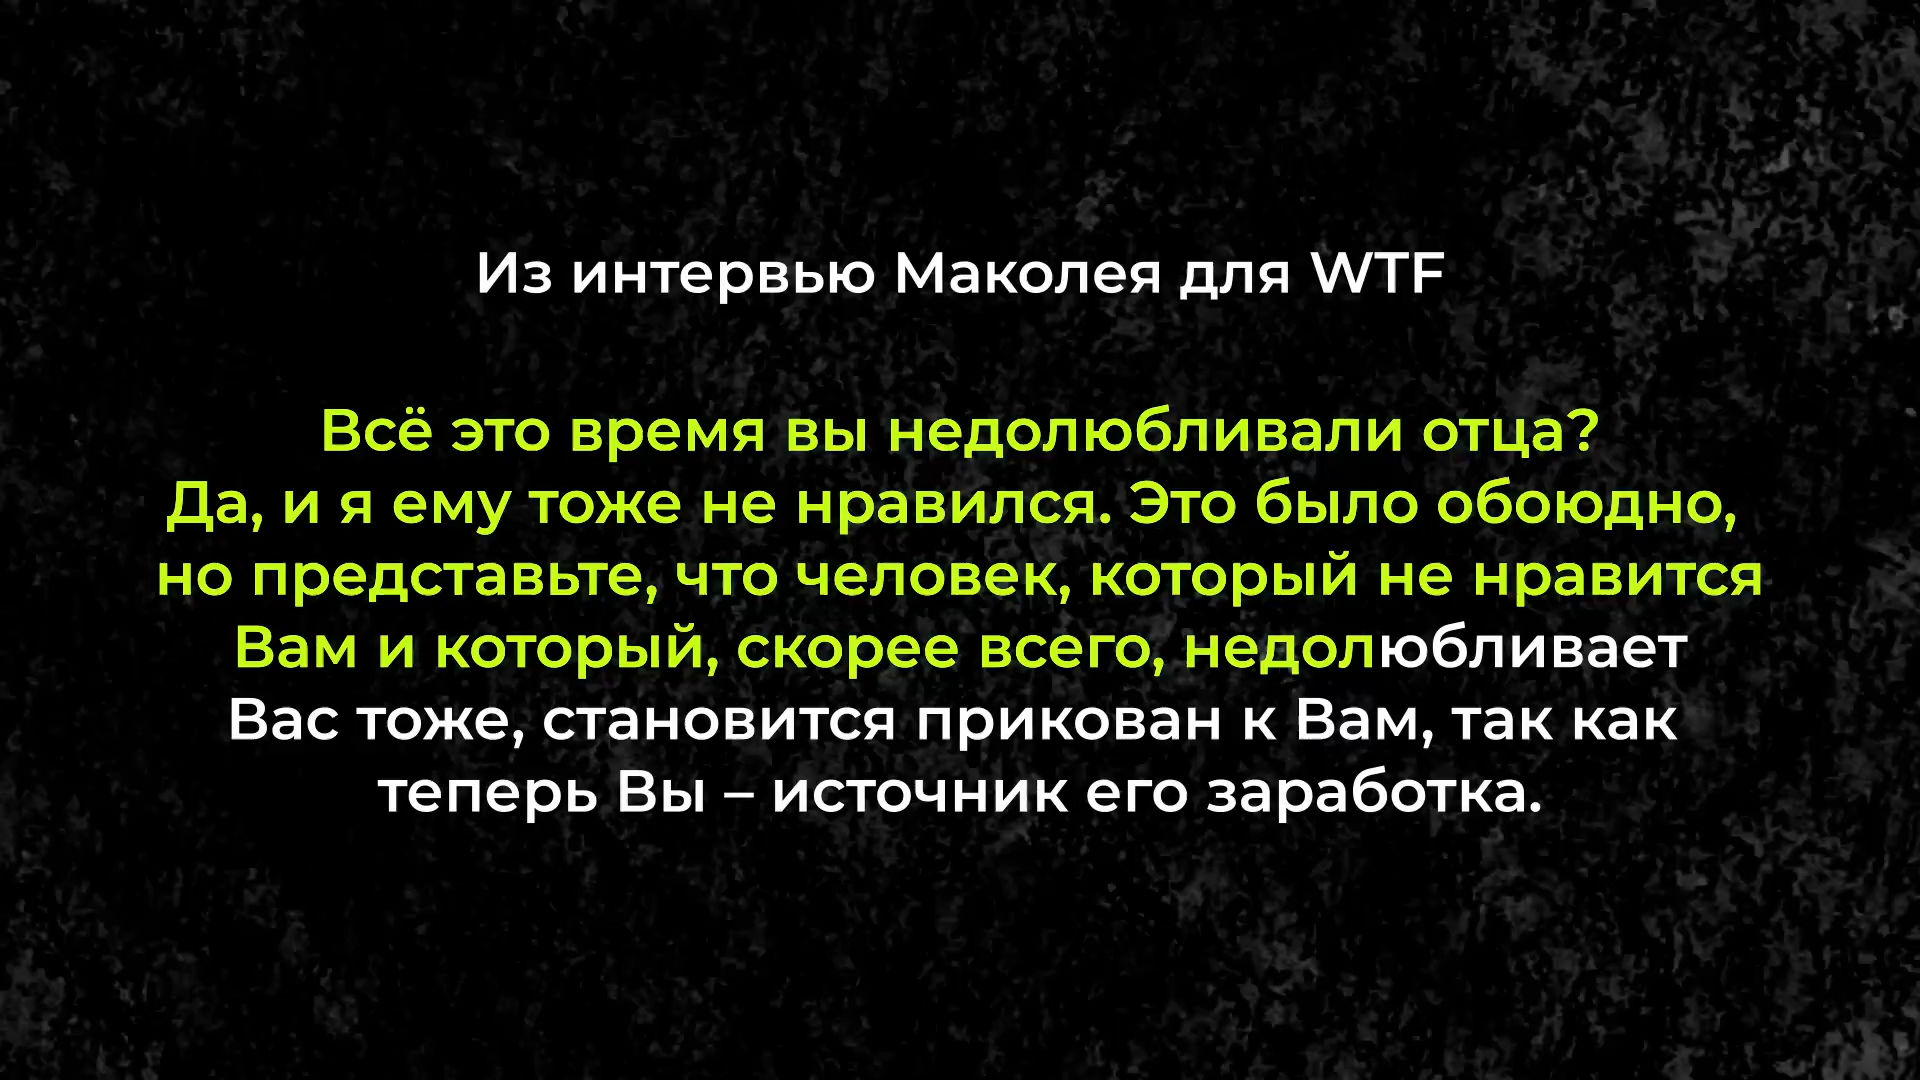 Из интервью Маколея для WTF
Всё это время вы недолюбливали отца?
Да, и я ему тоже не нравился. Это было обоюдно,
но представьте, что человек, который не нравится
Вам и который, скорее всего, недолюбливает
Вас тоже, становится прикован к Вам, так как
теперь Вы – источник его заработка.